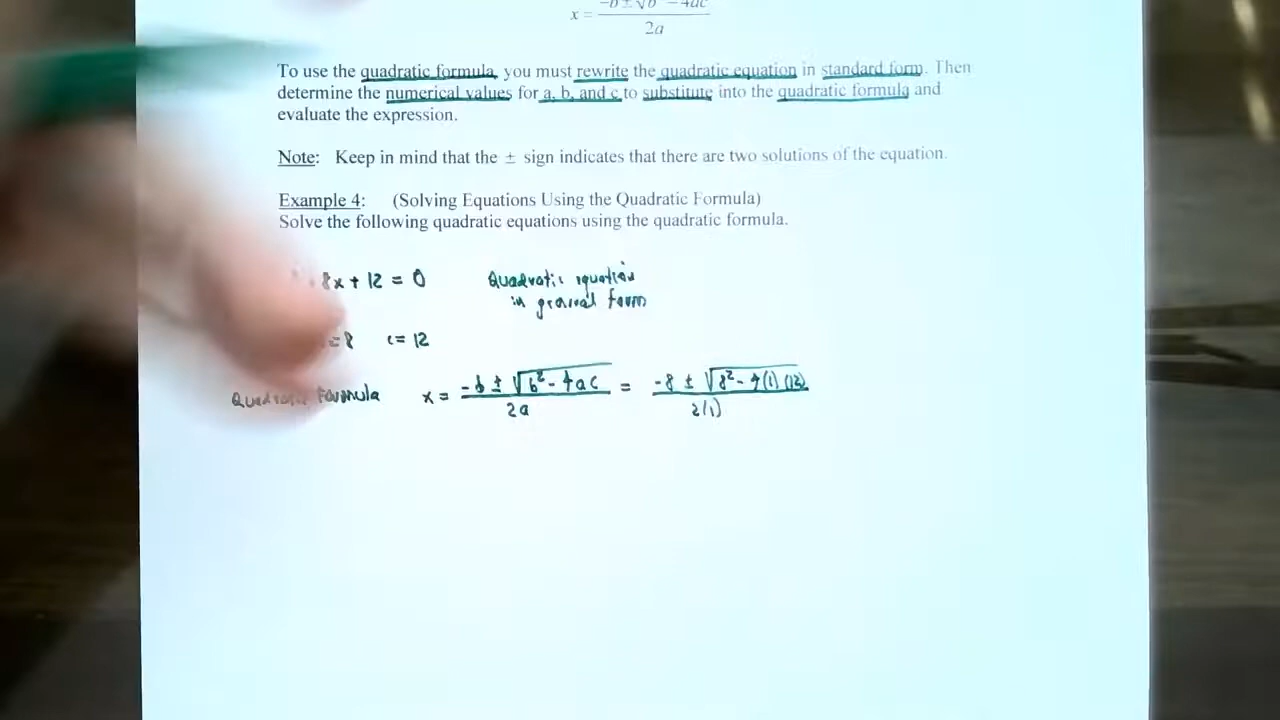 x = -b ± √b² - 4ac / 2a
To use the quadratic formula, you must rewrite the quadratic equation in standard form. Then
determine the numerical values for a, b, and c to substitute into the quadratic formula and
evaluate the expression.
Note: Keep in mind that the ± sign indicates that there are two solutions of the equation.
Example 4: (Solving Equations Using the Quadratic Formula)
Solve the following quadratic equations using the quadratic formula.
8x + 12 = 0 Quadratic equation
in general form
=8 c=12
Quadratic Formula x = -b ± √b² - 4ac / 2a = -8 ± √8² - 4(1)(12) / 2(1)